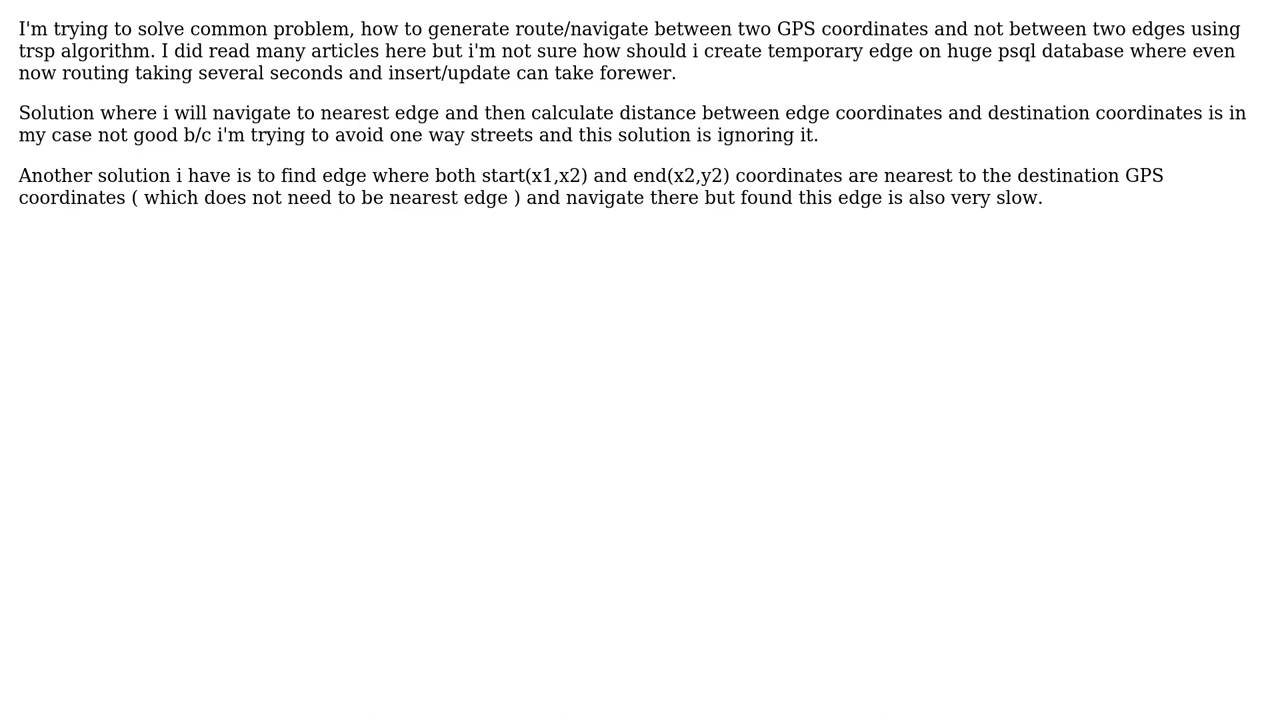 I'm trying to solve common problem, how to generate route/navigate between two GPS coordinates and not between two edges using
trsp algorithm. I did read many articles here but i'm not sure how should i create temporary edge on huge psql database where even
now routing taking several seconds and insert/update can take forewer.
Solution where i will navigate to nearest edge and then calculate distance between edge coordinates and destination coordinates is in
my case not good b/c i'm trying to avoid one way streets and this solution is ignoring it.
Another solution i have is to find edge where both start(x1,x2) and end(x2,y2) coordinates are nearest to the destination GPS
coordinates ( which does not need to be nearest edge ) and navigate there but found this edge is also very slow.